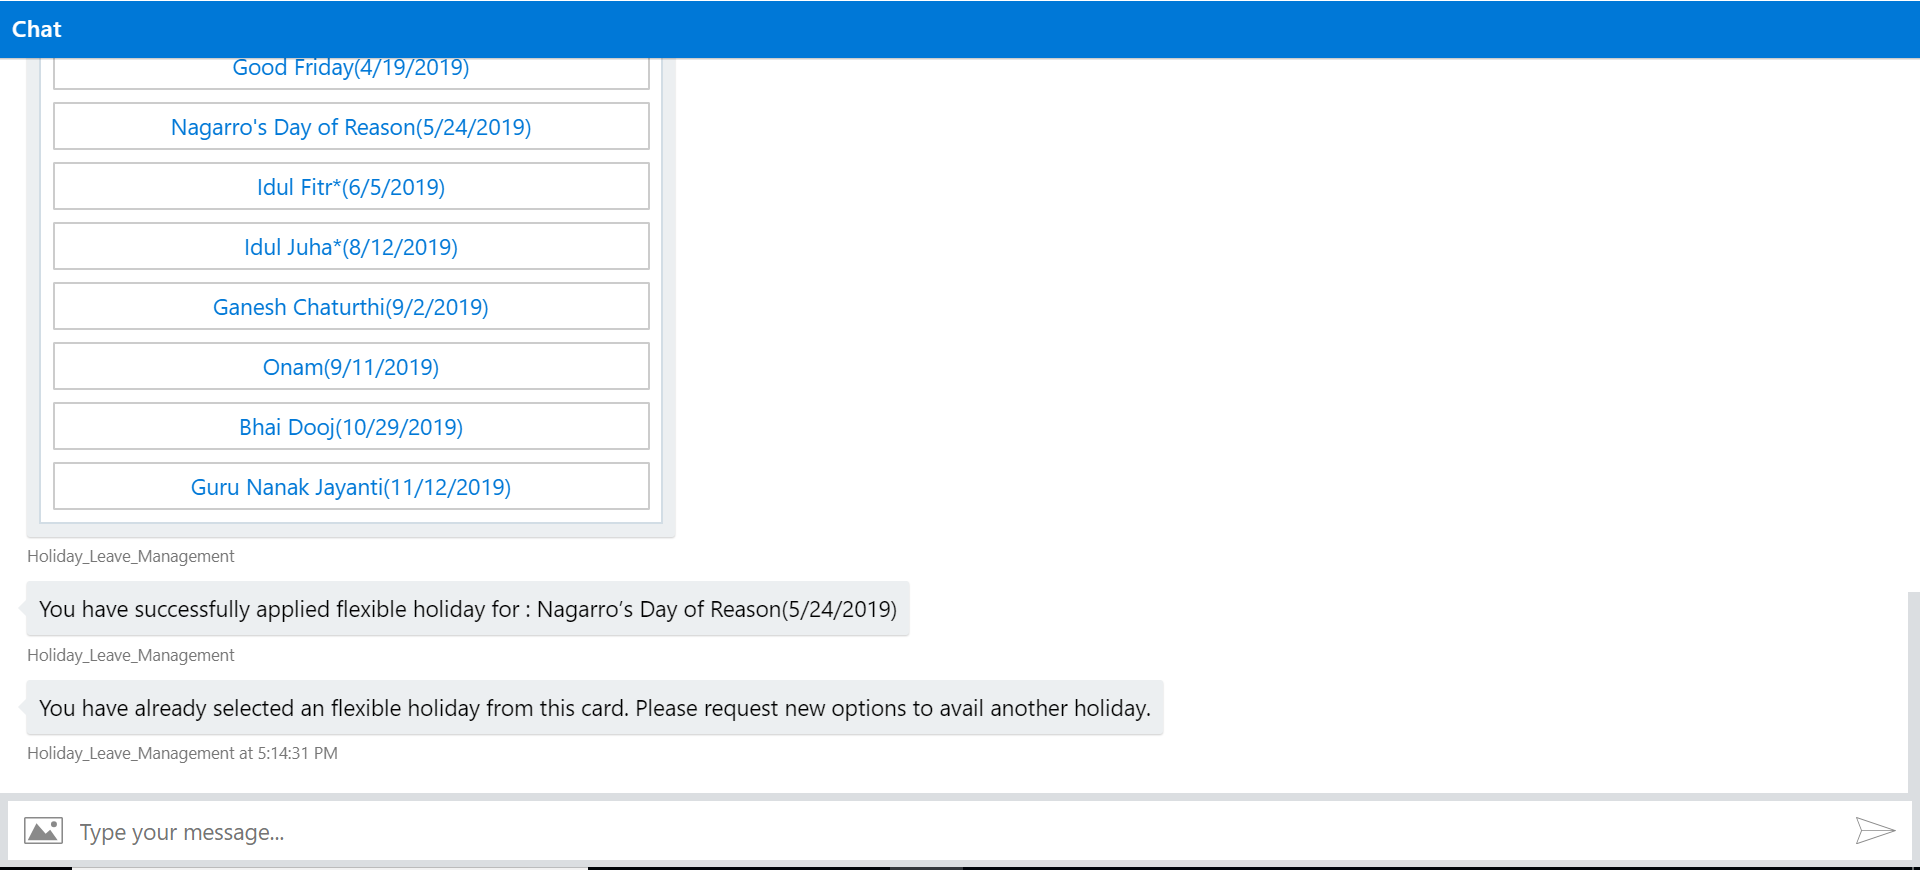 Chat
Good Friday(4/19/2019)
Nagarro's Day of Reason(5/24/2019)
Idul Fitr*(6/5/2019)
Idul Juha*(8/12/2019)
Ganesh Chaturthi(9/2/2019)
Onam(9/11/2019)
Bhai Dooj(10/29/2019)
Guru Nanak Jayanti(11/12/2019)
Holiday_Leave_Management
You have successfully applied flexible holiday for : Nagarro’s Day of Reason(5/24/2019)
Holiday_Leave_Management
You have already selected an flexible holiday from this card. Please request new options to avail another holiday.
Holiday_Leave_Management at 5:14:31 PM
Type your message...